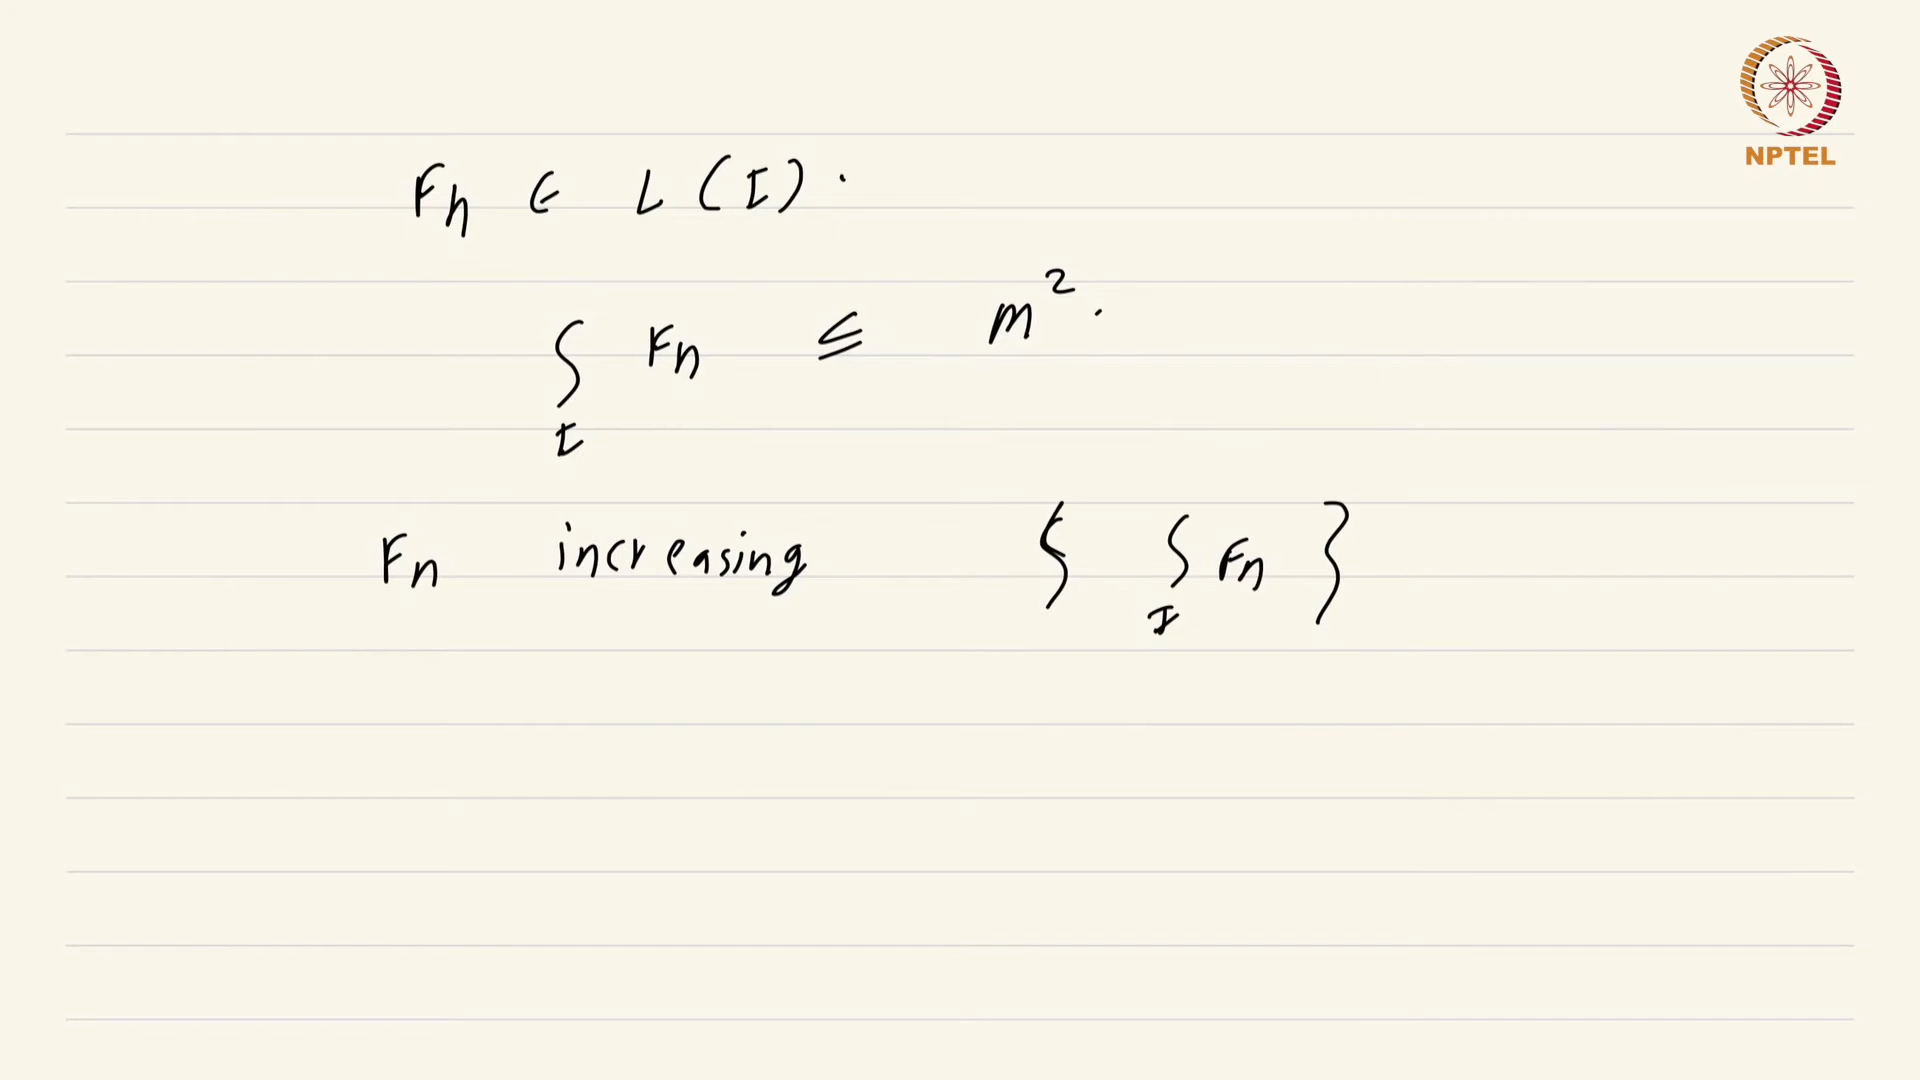 NPTEL
Fn ∈ L(I).
∫_I Fn ≤ M².
Fn increasing { ∫_I Fn }